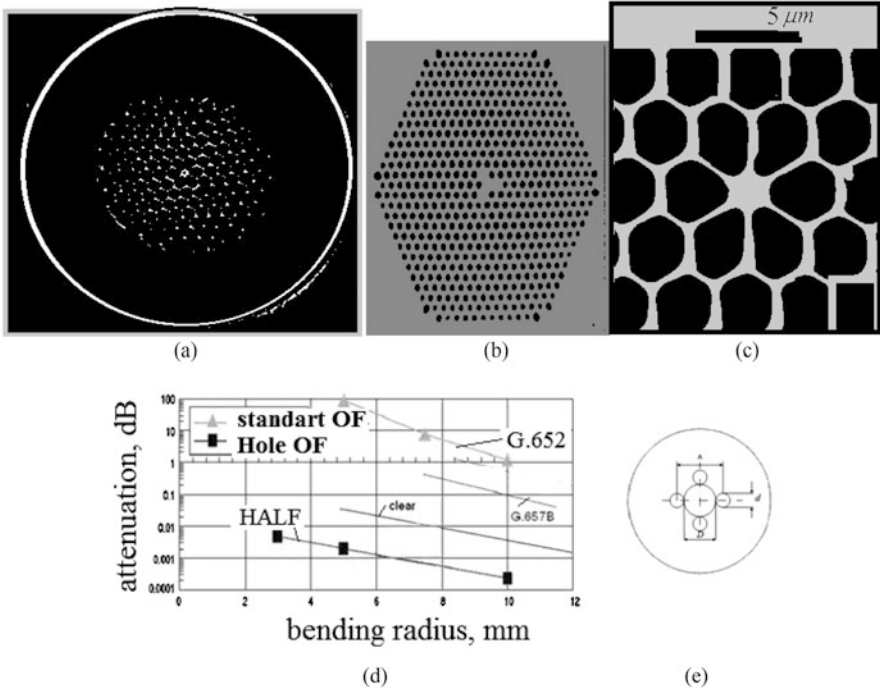 5 μm
(a)
(b)
(c)
attenuation, dB
100
10
1
0.1
0.01
0.001
0.0001
standart OF
Hole OF
G.652
G.657B
clear
HALF
0
2
4
6
8
10
12
bending radius, mm
A
d
D
(d)
(e)